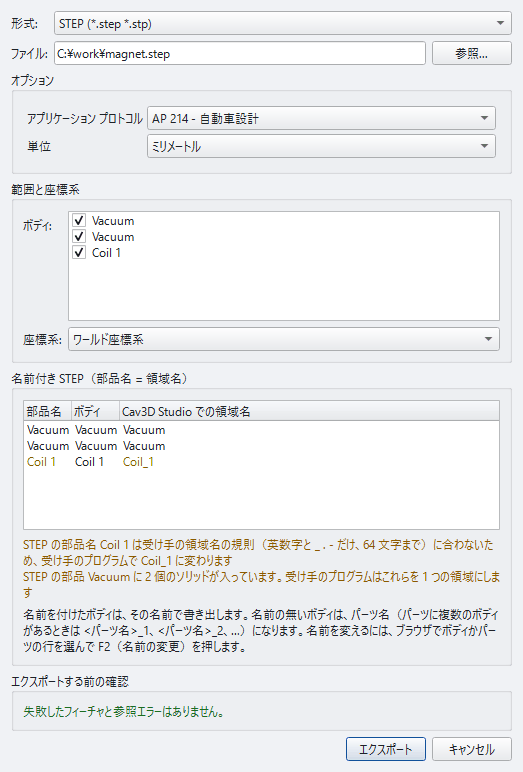 形式: STEP (*.step *.stp)
ファイル: C:¥work¥magnet.step 参照...
オプション
アプリケーション プロトコル AP 214 - 自動車設計
単位 ミリメートル
範囲と座標系
ボディ: Vacuum
Vacuum
Coil 1
座標系: ワールド座標系
名前付き STEP（部品名 = 領域名）
部品名 ボディ Cav3D Studio での領域名
Vacuum Vacuum Vacuum
Vacuum Vacuum Vacuum
Coil 1 Coil 1 Coil_1
STEP の部品名 Coil 1 は受け手の領域名の規則（英数字と _ . - だけ、64 文字まで）に合わないた
め、受け手のプログラムで Coil_1 に変わります
STEP の部品 Vacuum に 2 個のソリッドが入っています。受け手のプログラムはこれらを 1 つの領域にしま
す
名前を付けたボディは、その名前で書き出します。名前の無いボディは、パーツ名（パーツに複数のボディ
があるときは <パーツ名>_1、<パーツ名>_2、...）になります。名前を変えるには、ブラウザでボディかパー
ツの行を選んで F2（名前の変更）を押します。
エクスポートする前の確認
失敗したフィーチャと参照エラーはありません。
エクスポート キャンセル